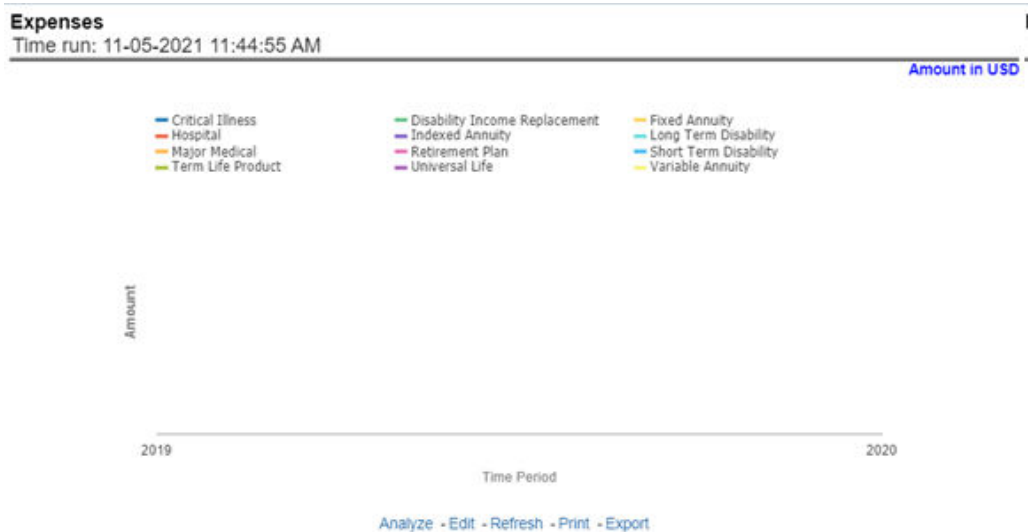 Expenses
Time run: 11-05-2021 11:44:55 AM
Amount in USD
Critical Illness Disability Income Replacement Fixed Annuity
Hospital Indexed Annuity Long Term Disability
Major Medical Retirement Plan Short Term Disability
Term Life Product Universal Life Variable Annuity
Amount
2019 2020
Time Period
Analyze - Edit - Refresh - Print - Export